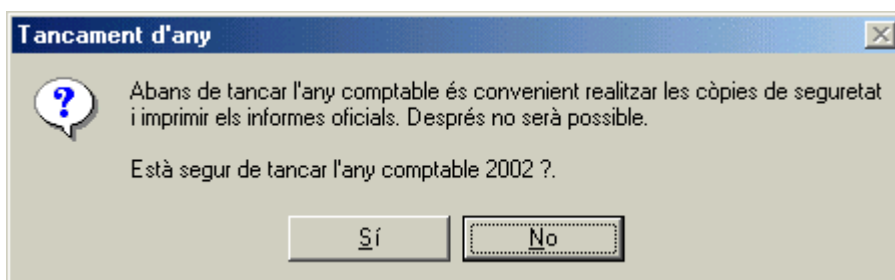 Tancament d'any
Abans de tancar l'any comptable és convenient realitzar les còpies de seguretat
i imprimir els informes oficials. Després no serà possible.
Està segur de tancar l'any comptable 2002 ?.
Sí
No